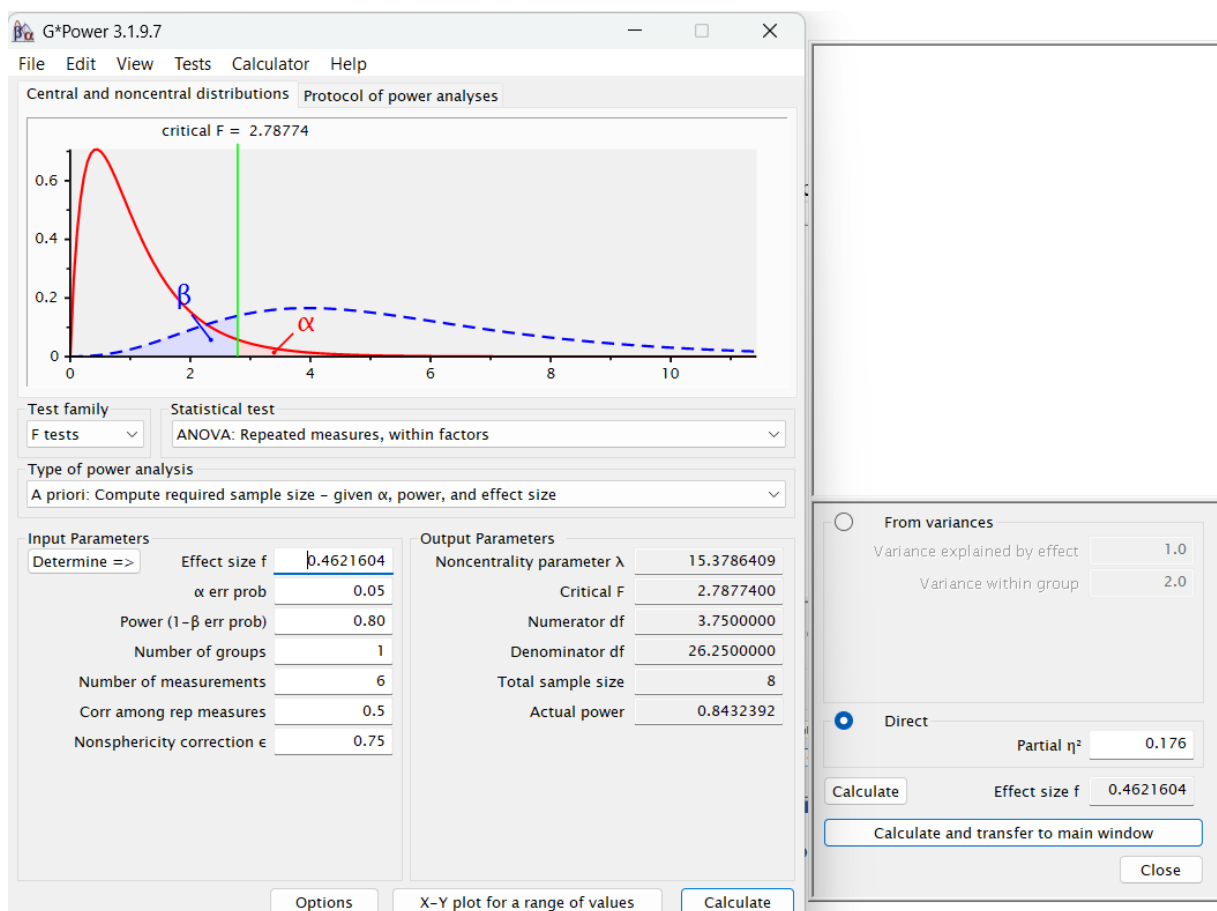 G*Power 3.1.9.7
File Edit View Tests Calculator Help
Central and noncentral distributions Protocol of power analyses
critical F = 2.78774
0.6
0.4
0.2
0
β
α
0 2 4 6 8 10
Test family Statistical test
F tests ANOVA: Repeated measures, within factors
Type of power analysis
A priori: Compute required sample size – given α, power, and effect size
Input Parameters
Determine => Effect size f 0.4621604
α err prob 0.05
Power (1–β err prob) 0.80
Number of groups 1
Number of measurements 6
Corr among rep measures 0.5
Nonsphericity correction ϵ 0.75
Output Parameters
Noncentrality parameter λ 15.3786409
Critical F 2.7877400
Numerator df 3.7500000
Denominator df 26.2500000
Total sample size 8
Actual power 0.8432392
Options X–Y plot for a range of values Calculate
From variances
Variance explained by effect 1.0
Variance within group 2.0
Direct
Partial η² 0.176
Calculate Effect size f 0.4621604
Calculate and transfer to main window
Close